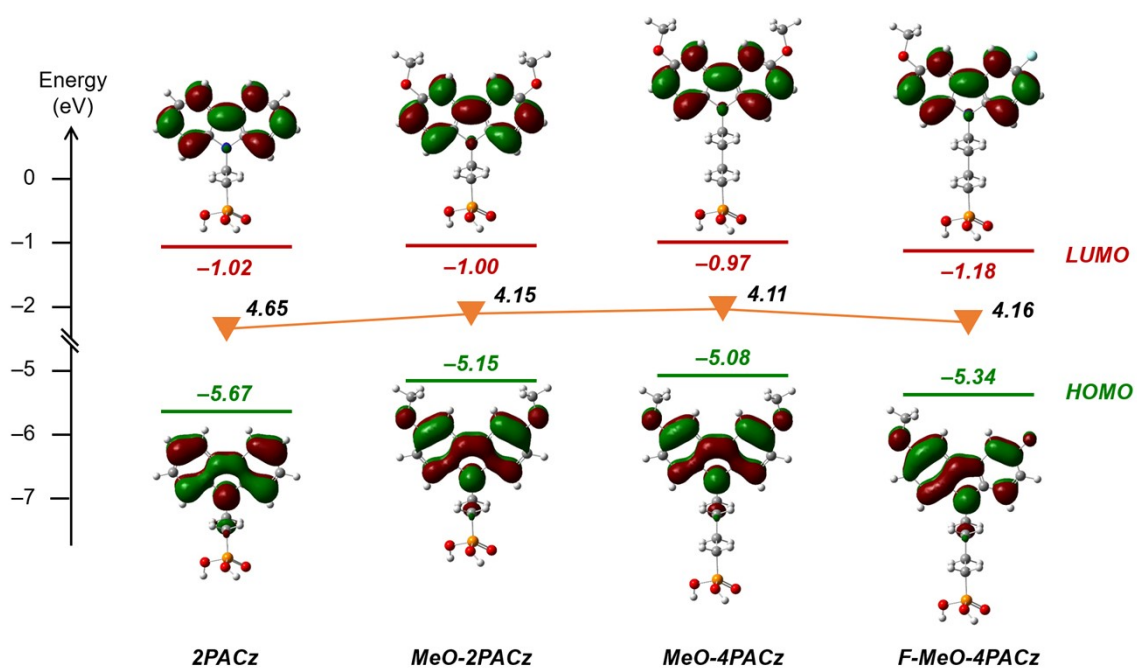 Energy
(eV)
0
–1
–2
–5
–6
–7
–1.02
–1.00
–0.97
–1.18
LUMO
4.65
4.15
4.11
4.16
–5.67
–5.15
–5.08
–5.34
HOMO
2PACz
MeO-2PACz
MeO-4PACz
F-MeO-4PACz